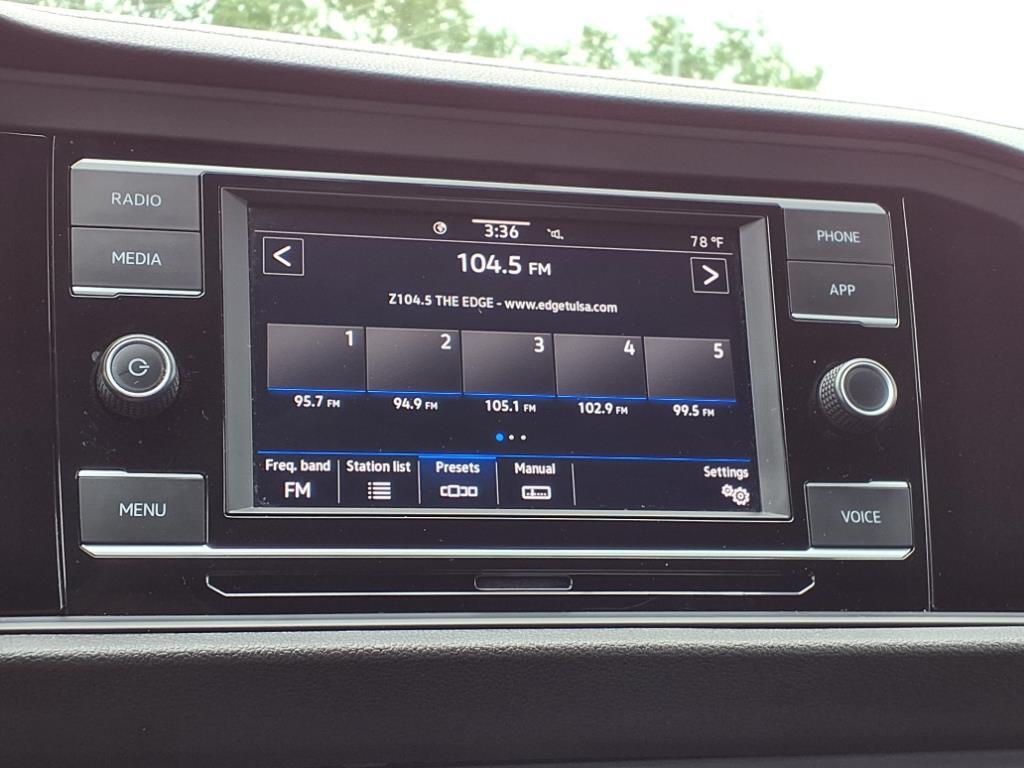 RADIO
MEDIA
MENU
3:36
78 °F
<
104.5 FM
>
Z104.5 THE EDGE - www.edgetulsa.com
1 2 3 4 5
95.7 FM 94.9 FM 105.1 FM 102.9 FM 99.5 FM
Freq. band Station list Presets Manual Settings
FM
PHONE
APP
VOICE